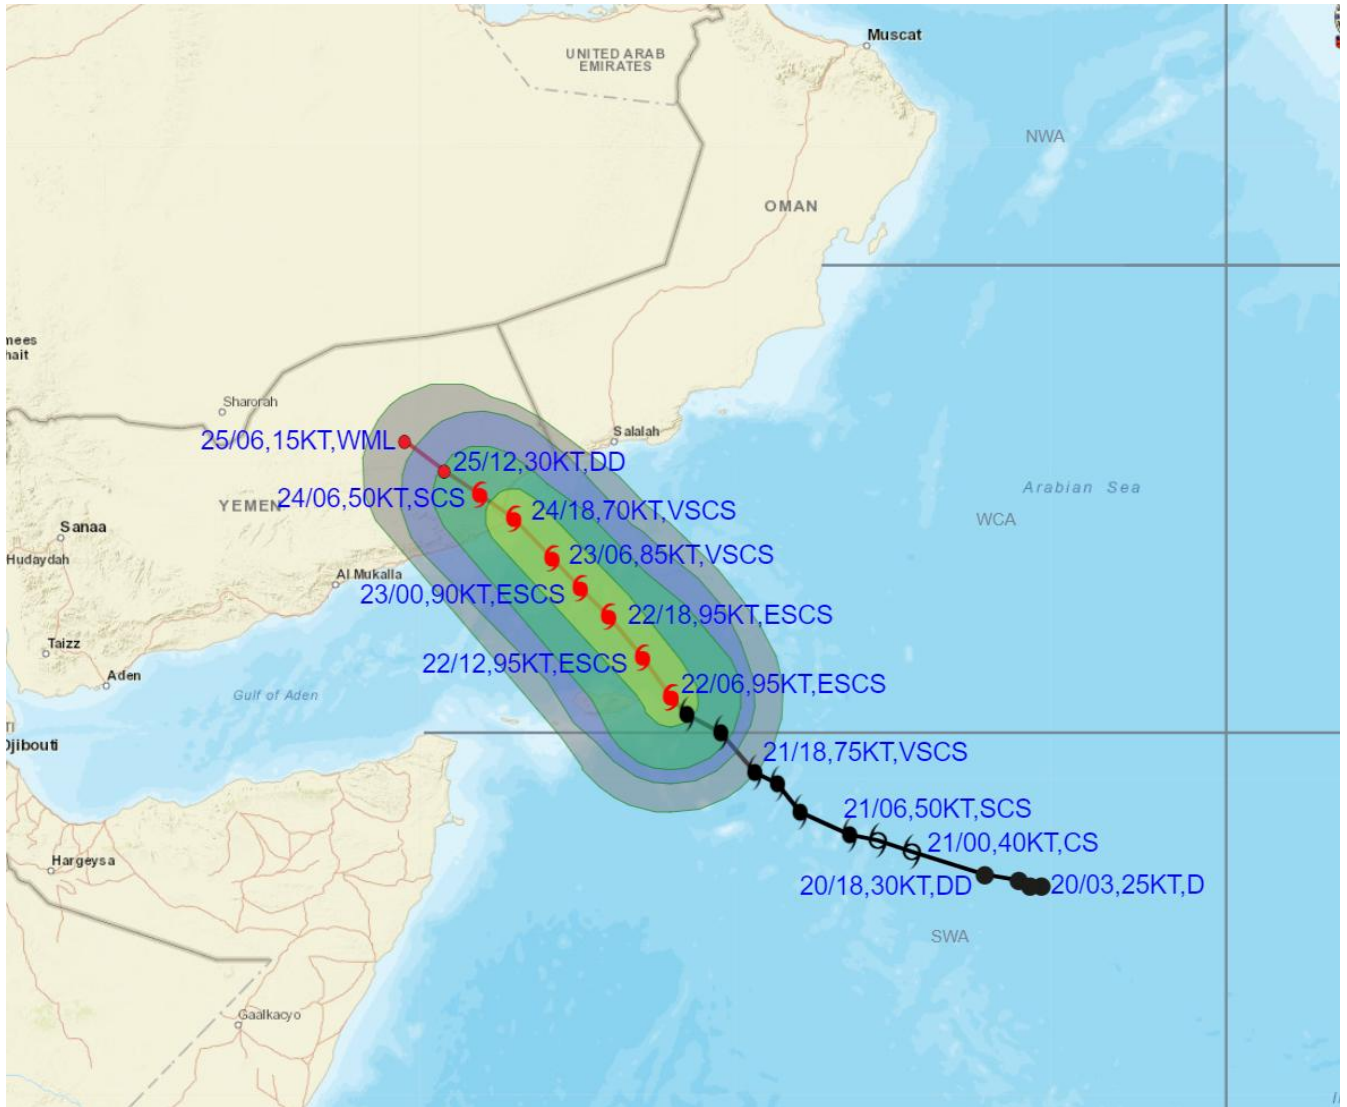 Muscat
UNITED ARAB
EMIRATES
NWA
OMAN
Sharorah
Salalah
25/06,15KT,WML
25/12,30KT,DD
24/06,50KT,SCS
YEMEN
24/18,70KT,VSCS
Arabian Sea
WCA
Sanaa
Hudaydah
23/06,85KT,VSCS
Al Mukalla
23/00,90KT,ESCS
22/18,95KT,ESCS
Taizz
22/12,95KT,ESCS
Aden
22/06,95KT,ESCS
Gulf of Aden
Djibouti
21/18,75KT,VSCS
21/06,50KT,SCS
21/00,40KT,CS
Hargeysa
20/18,30KT,DD
20/03,25KT,D
SWA
Gaalkacyo